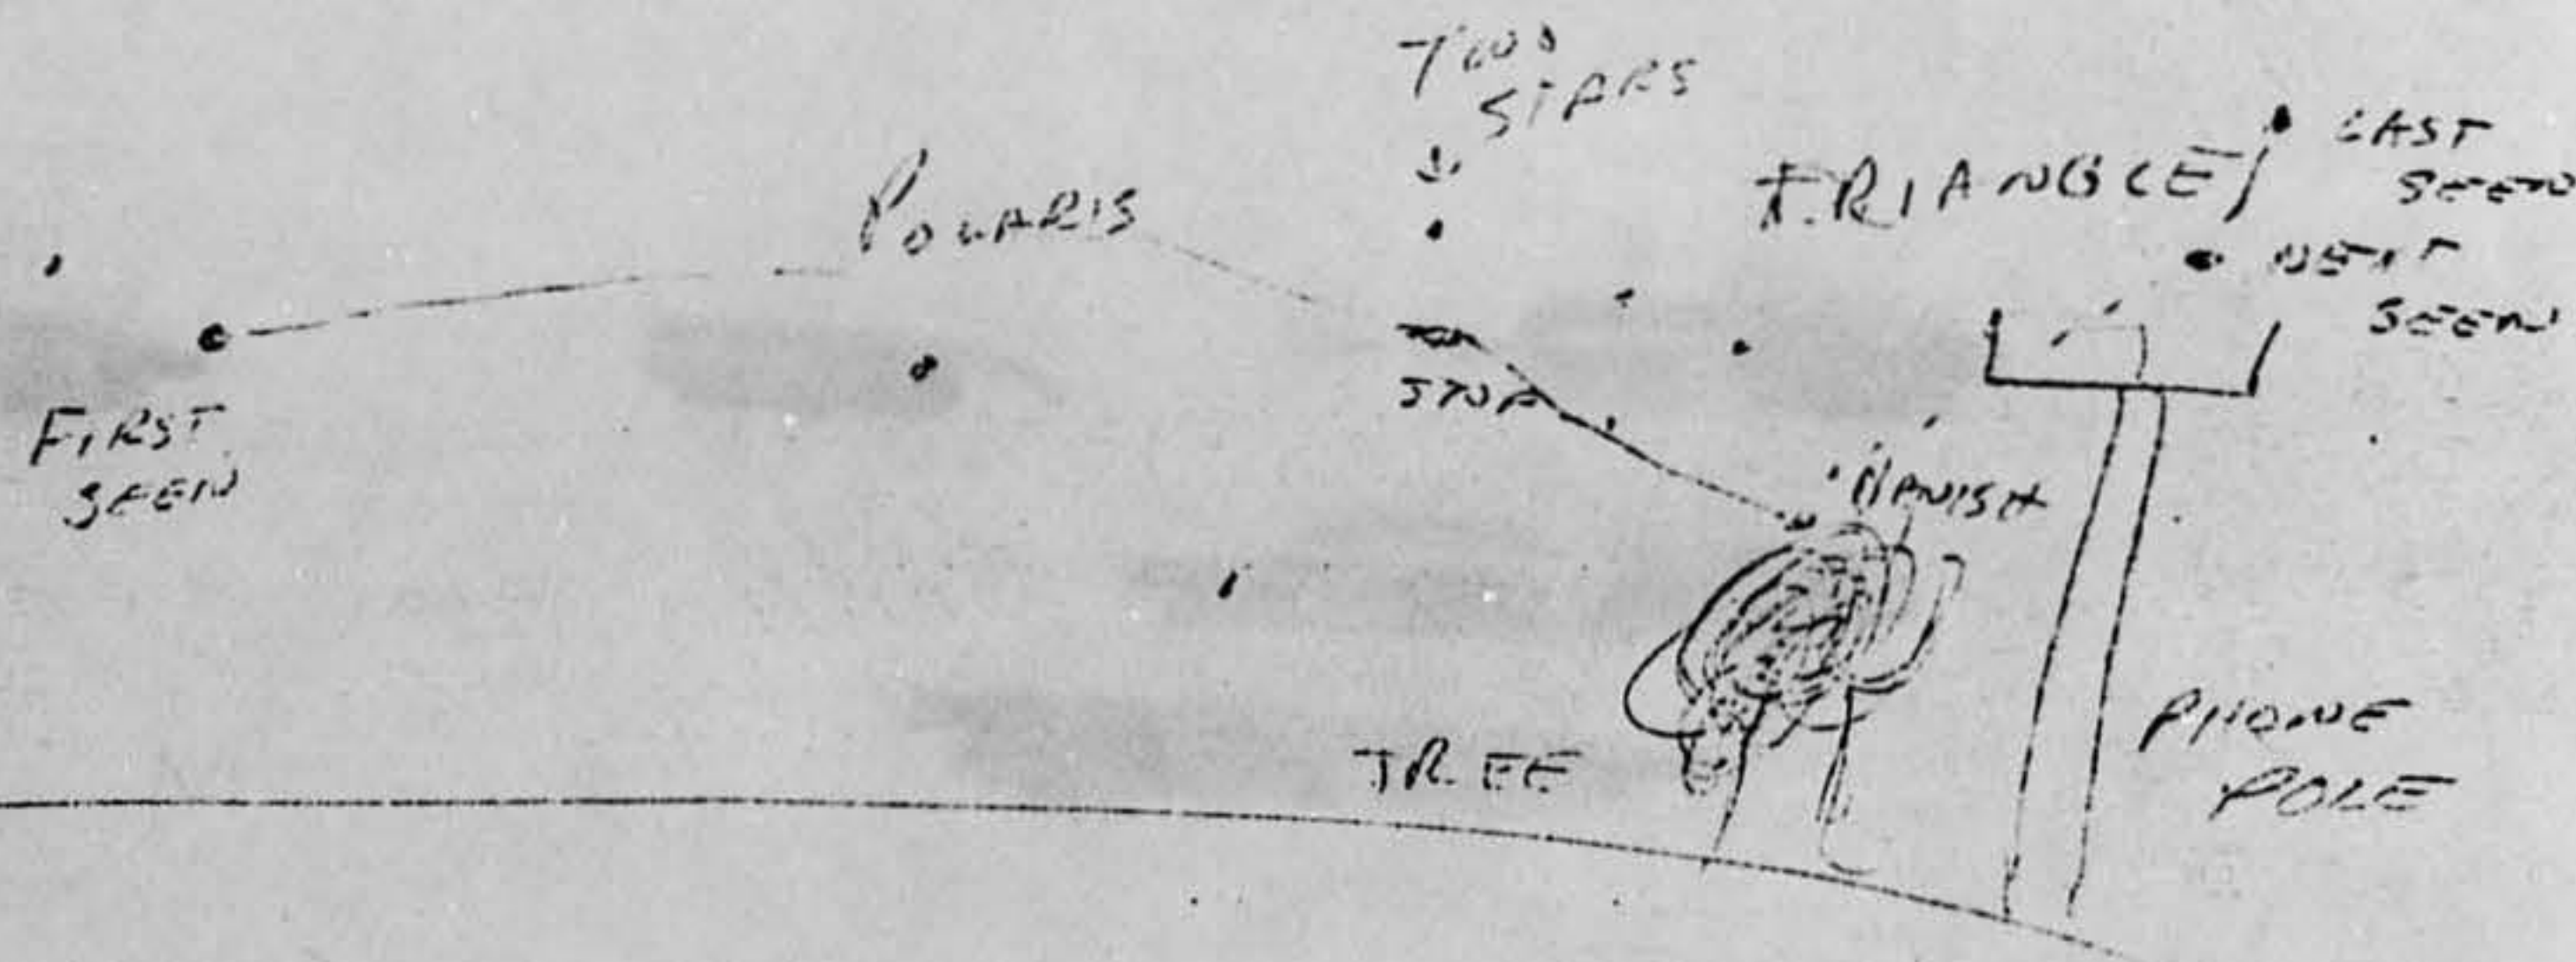 TWO
STARS
POLARIS
TRIANGLE
LAST
SEEN
NEXT
SEEN
FIRST
SEEN
STOP
VANISH
TREE
PHONE
POLE